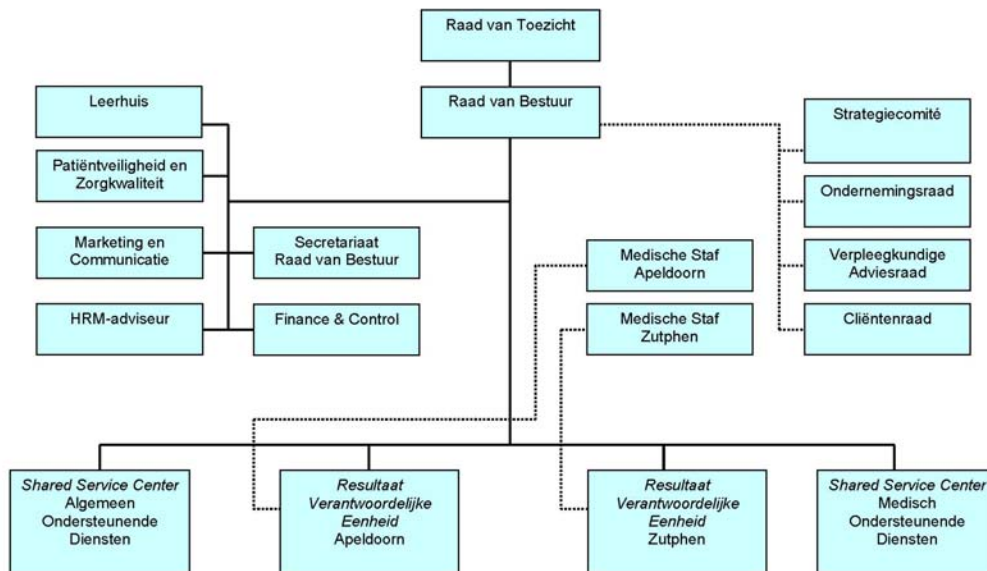 Raad van Toezicht
Raad van Bestuur
Leerhuis
Patiëntveiligheid en
Zorgkwaliteit
Marketing en
Communicatie
HRM-adviseur
Secretariaat
Raad van Bestuur
Finance & Control
Medische Staf
Apeldoorn
Medische Staf
Zutphen
Strategiecomité
Ondernemingsraad
Verpleegkundige
Adviesraad
Cliëntenraad
Shared Service Center
Algemeen
Ondersteunende
Diensten
Resultaat
Verantwoordelijke
Eenheid
Apeldoorn
Resultaat
Verantwoordelijke
Eenheid
Zutphen
Shared Service Center
Medisch
Ondersteunende
Diensten